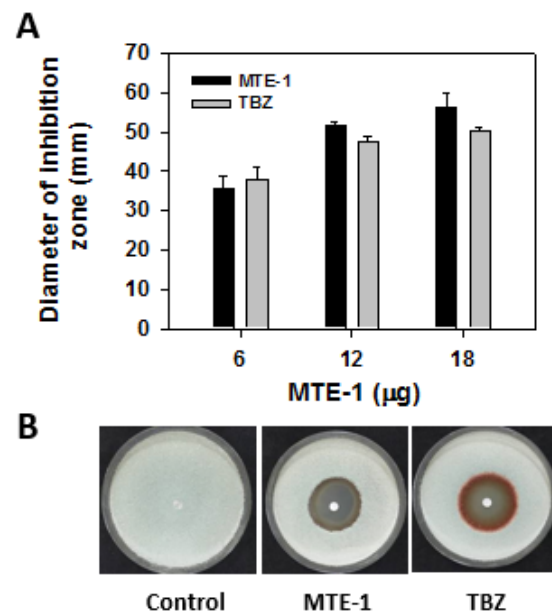 A
Diameter of inhibition
zone (mm)
70
60
50
40
30
20
10
0
MTE-1
TBZ
6 12 18
MTE-1 (μg)
B
Control MTE-1 TBZ